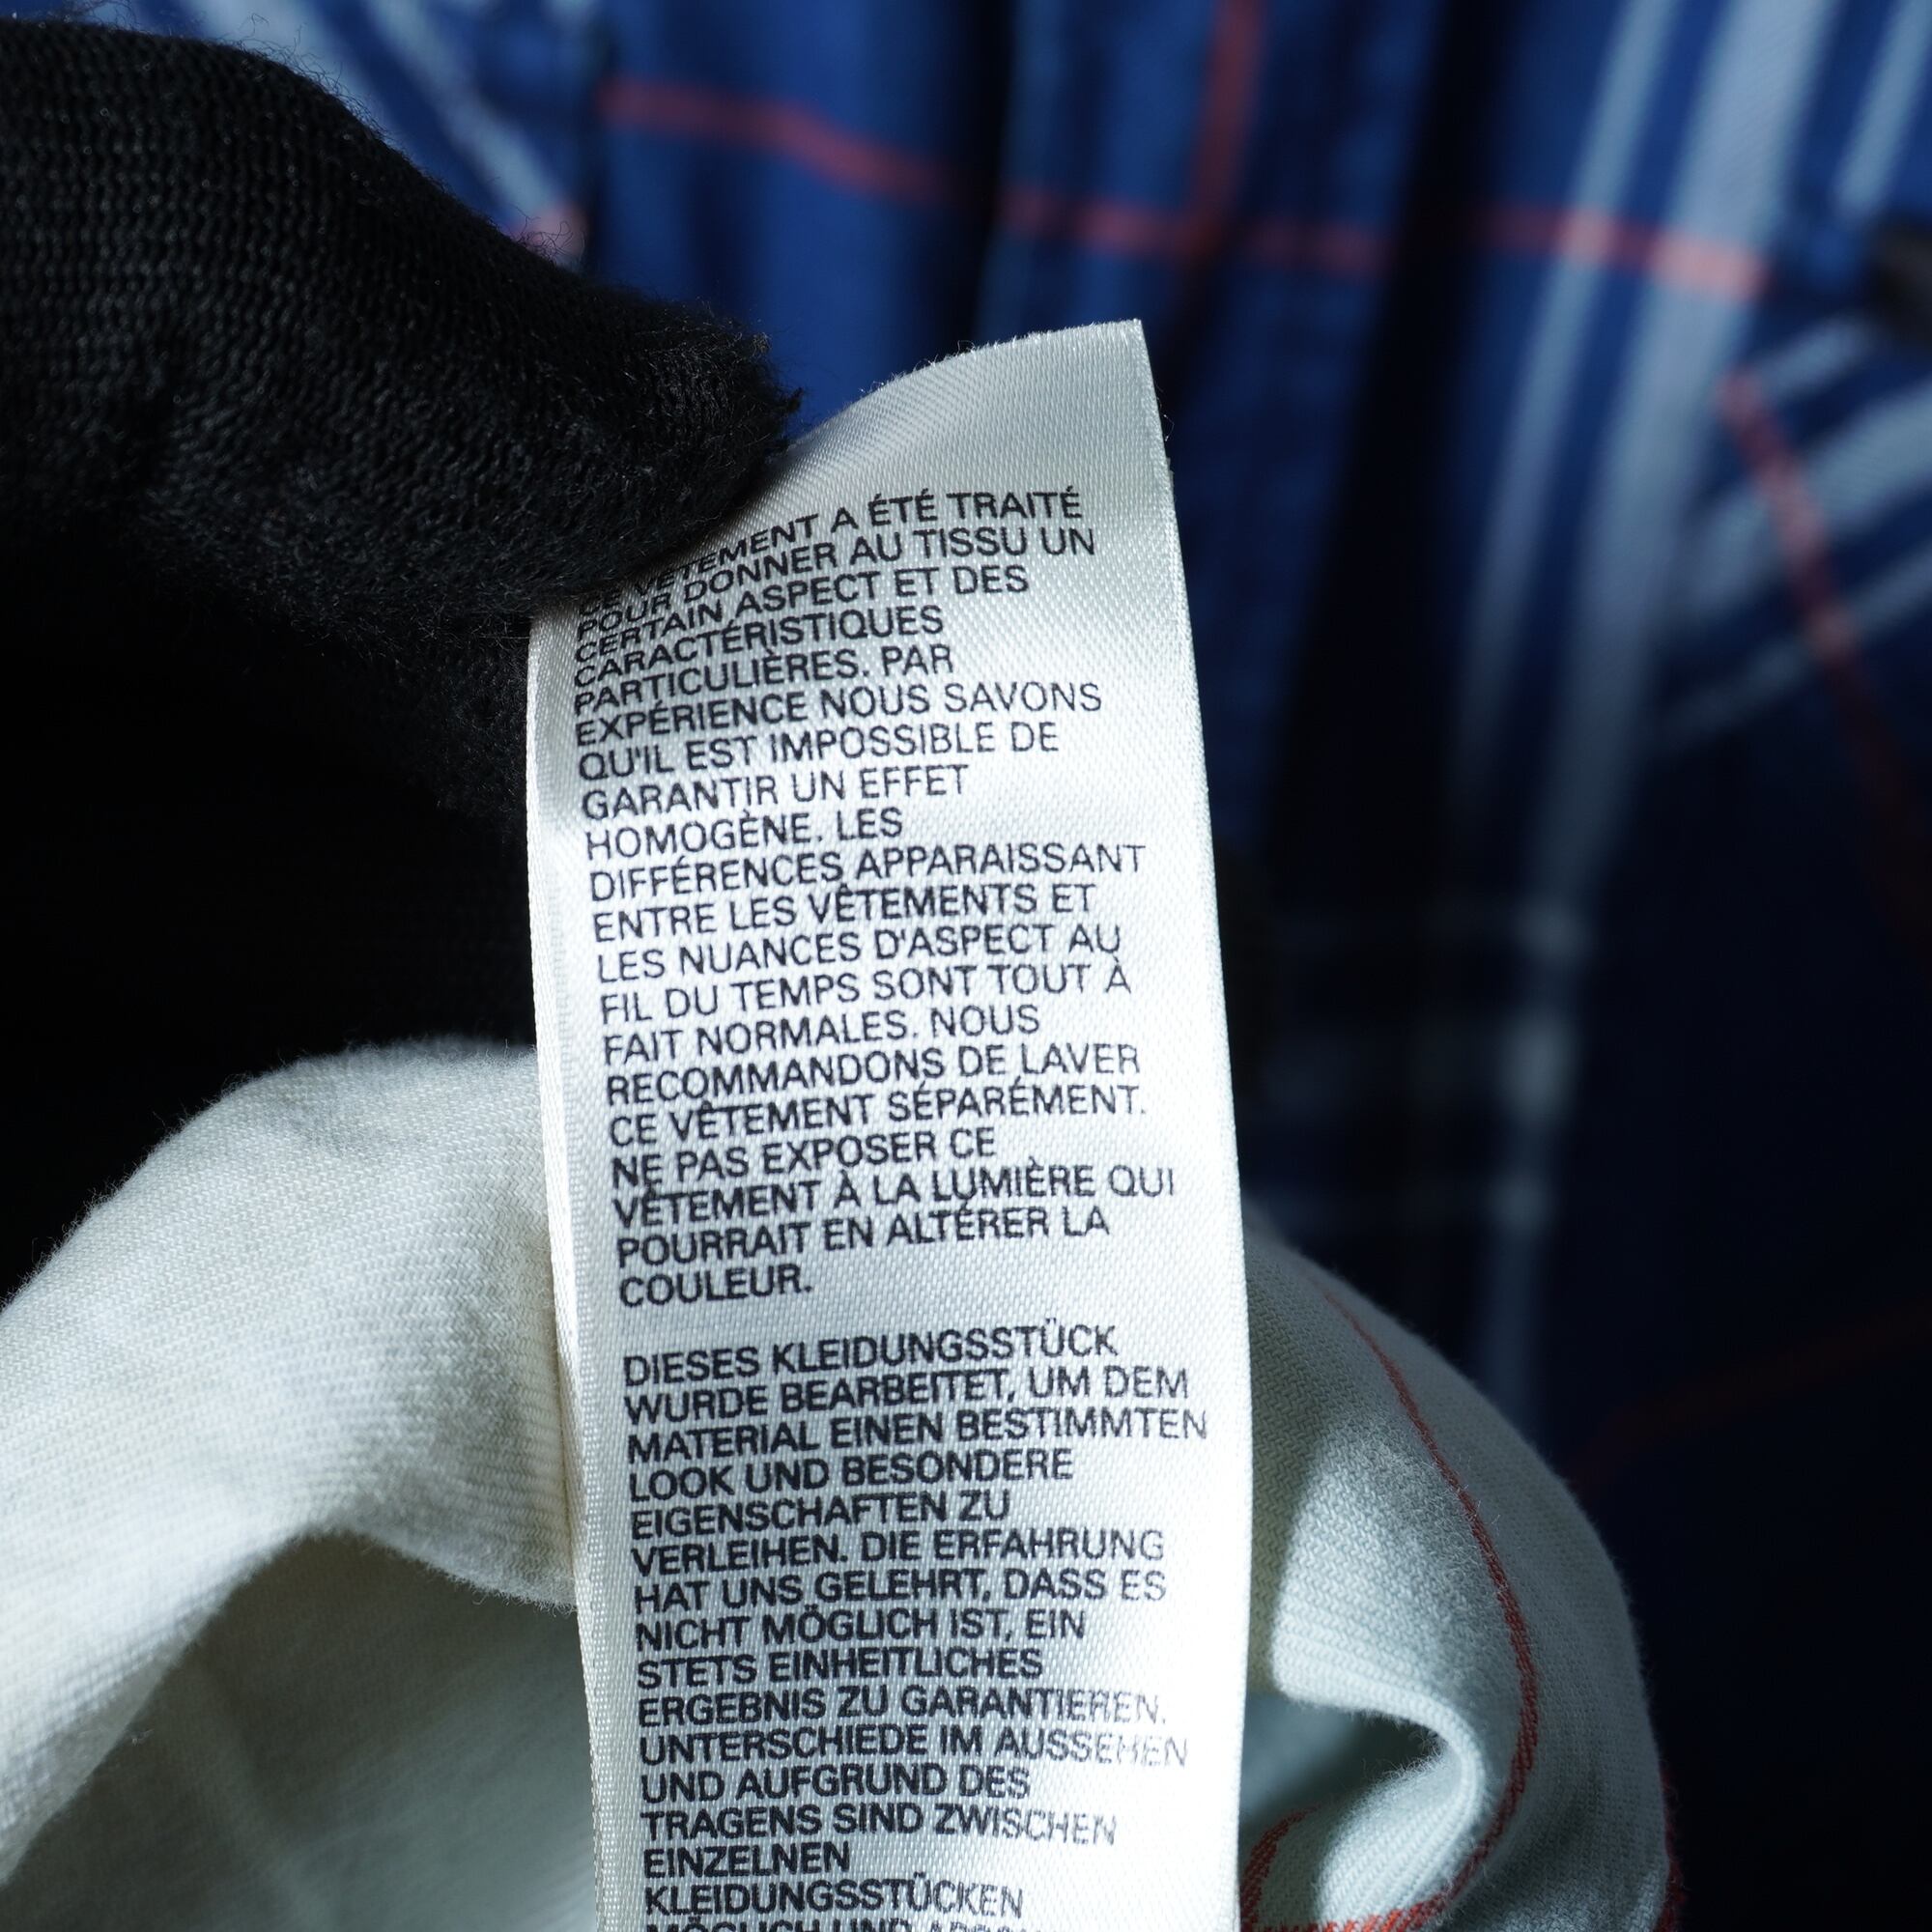 CE VÊTEMENT A ÉTÉ TRAITÉ
POUR DONNER AU TISSU UN
CERTAIN ASPECT ET DES
CARACTÉRISTIQUES
PARTICULIÈRES. PAR
EXPÉRIENCE NOUS SAVONS
QU'IL EST IMPOSSIBLE DE
GARANTIR UN EFFET
HOMOGÈNE. LES
DIFFÉRENCES APPARAISSANT
ENTRE LES VÊTEMENTS ET
LES NUANCES D'ASPECT AU
FIL DU TEMPS SONT TOUT À
FAIT NORMALES. NOUS
RECOMMANDONS DE LAVER
CE VÊTEMENT SÉPARÉMENT.
NE PAS EXPOSER CE
VÊTEMENT À LA LUMIÈRE QUI
POURRAIT EN ALTÉRER LA
COULEUR.
DIESES KLEIDUNGSSTÜCK
WURDE BEARBEITET, UM DEM
MATERIAL EINEN BESTIMMTEN
LOOK UND BESONDERE
EIGENSCHAFTEN ZU
VERLEIHEN. DIE ERFAHRUNG
HAT UNS GELEHRT, DASS ES
NICHT MÖGLICH IST, EIN
STETS EINHEITLICHES
ERGEBNIS ZU GARANTIEREN.
UNTERSCHIEDE IM AUSSEHEN
UND AUFGRUND DES
TRAGENS SIND ZWISCHEN
EINZELNEN
KLEIDUNGSSTÜCKEN
MÖGLICH UND